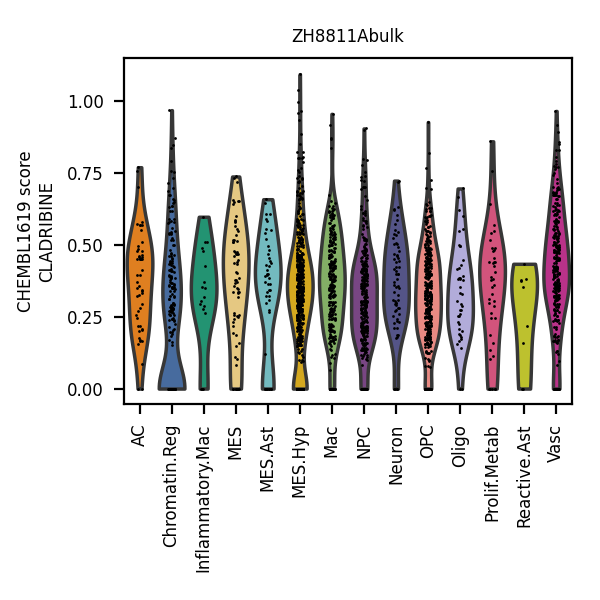 ZH8811Abulk
CHEMBL1619 score
CLADRIBINE
1.00
0.75
0.50
0.25
0.00
AC
Chromatin.Reg
Inflammatory.Mac
MES
MES.Ast
MES.Hyp
Mac
NPC
Neuron
OPC
Oligo
Prolif.Metab
Reactive.Ast
Vasc